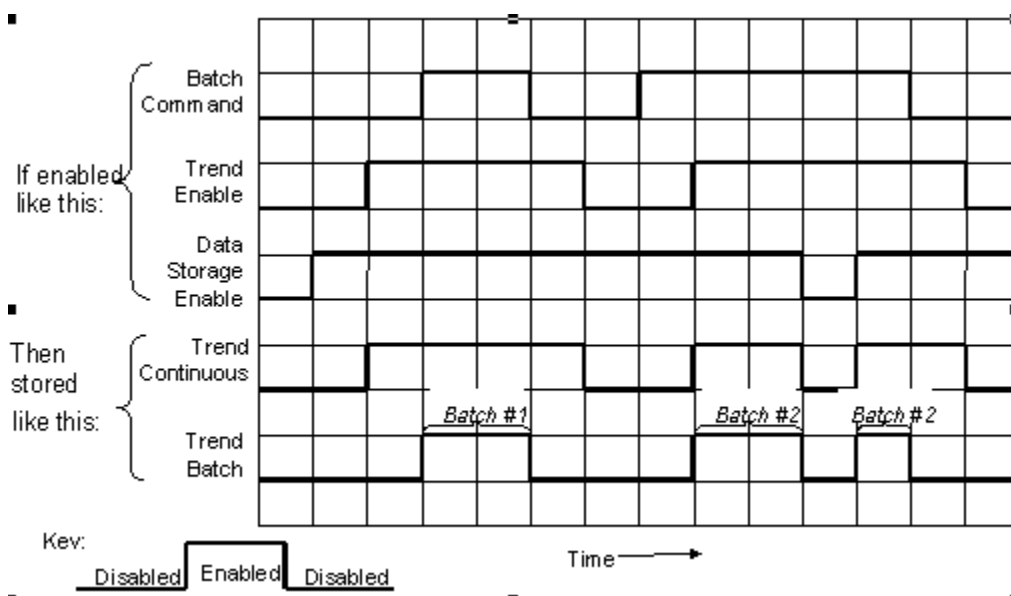 Batch
Command
If enabled
like this:
Trend
Enable
Data
Storage
Enable
Then
stored
like this:
Trend
Continuous
Batch #1
Batch #2
Batch #2
Trend
Batch
Key:
Disabled
Enabled
Disabled
Time